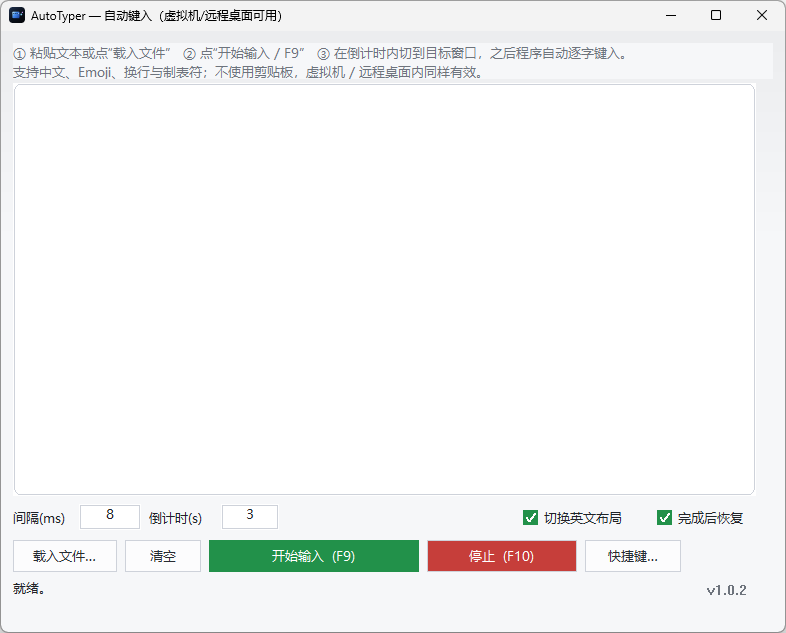 AutoTyper — 自动键入（虚拟机/远程桌面可用）
① 粘贴文本或点“载入文件” ② 点“开始输入 / F9” ③ 在倒计时内切到目标窗口，之后程序自动逐字键入。
支持中文、Emoji、换行与制表符；不使用剪贴板，虚拟机 / 远程桌面内同样有效。
间隔(ms) 8 倒计时(s) 3 切换英文布局 完成后恢复
载入文件... 清空 开始输入（F9） 停止（F10） 快捷键...
就绪。 v1.0.2